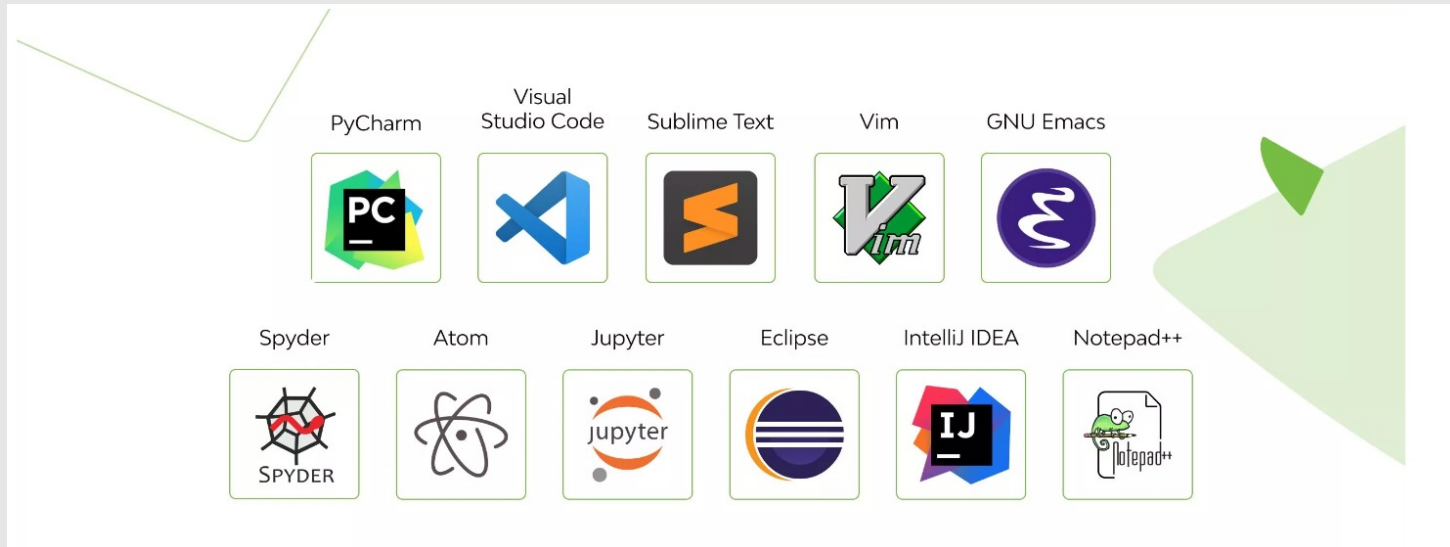 PyCharm
Visual
Studio Code
Sublime Text
Vim
GNU Emacs
PC
Vim
Spyder
Atom
Jupyter
Eclipse
IntelliJ IDEA
Notepad++
SPYDER
jupyter
IJ
Notepad++